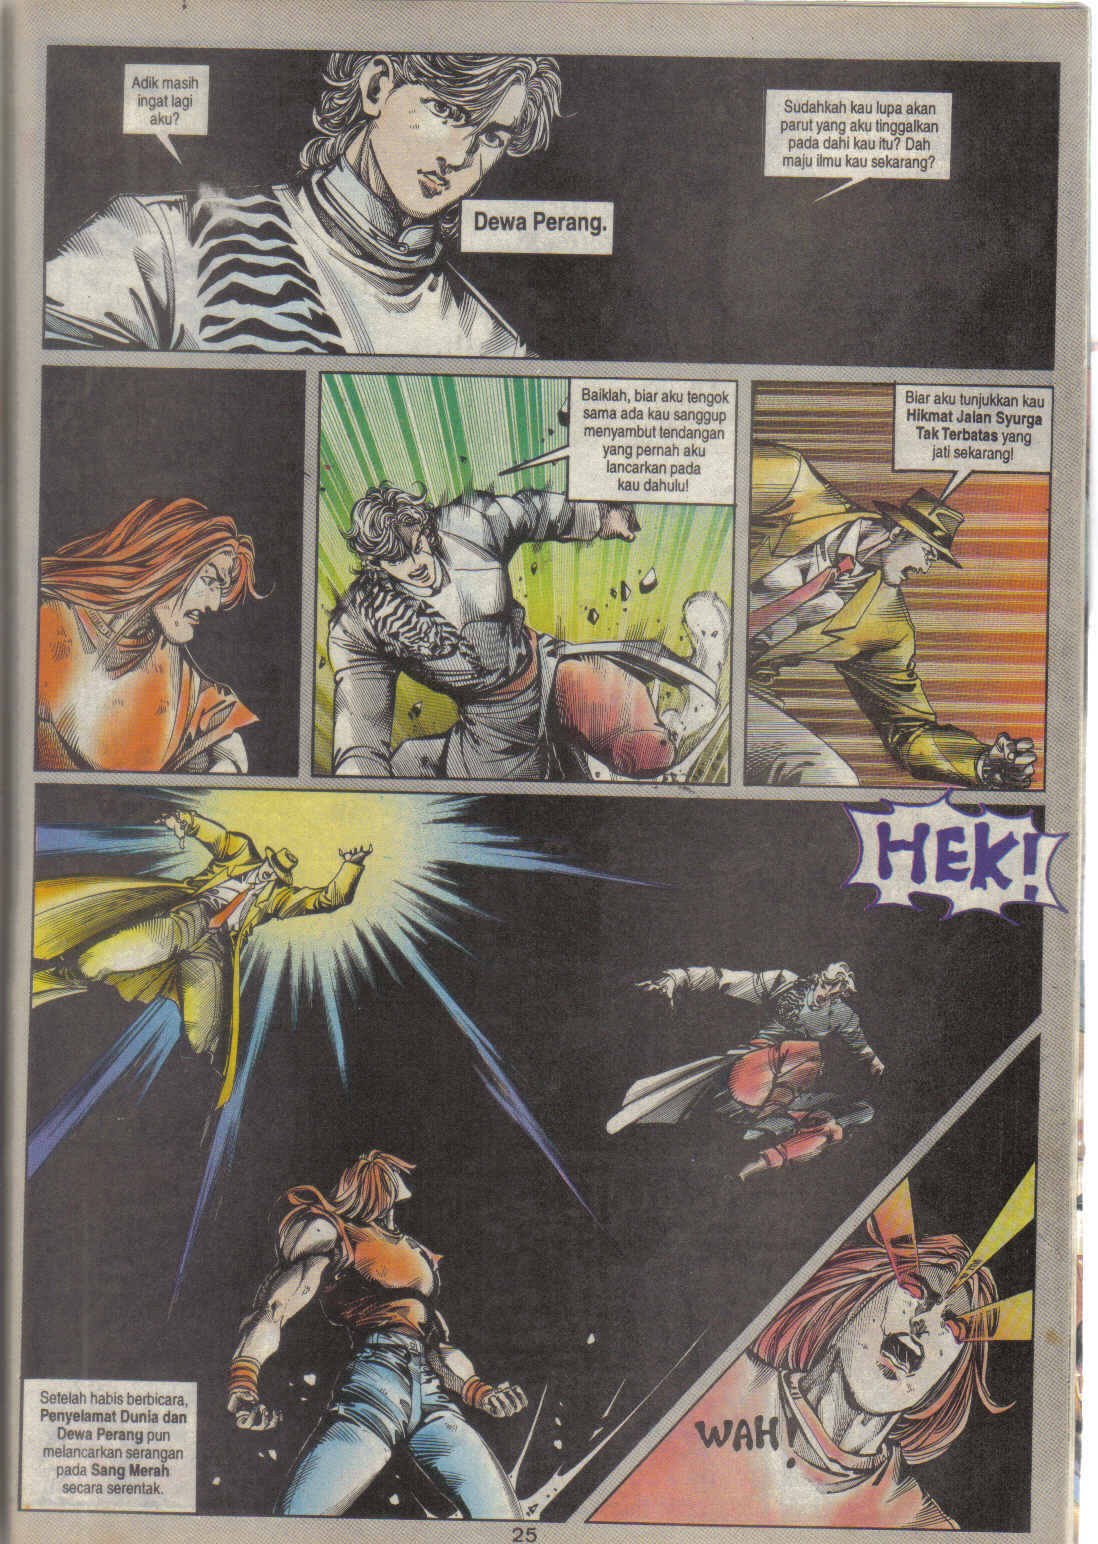 Adik masih
ingat lagi
aku?
Sudahkah kau lupa akan
parut yang aku tinggalkan
pada dahi kau itu? Dah
maju ilmu kau sekarang?
Dewa Perang.
Baiklah, biar aku tengok
sama ada kau sanggup
menyambut tendangan
yang pernah aku
lancarkan pada
kau dahulu!
Biar aku tunjukkan kau
Hikmat Jalan Syurga
Tak Terbatas yang
jati sekarang!
HEK!
WAH!
Setelah habis berbicara,
Penyelamat Dunia dan
Dewa Perang pun
melancarkan serangan
pada Sang Merah
secara serentak.
25